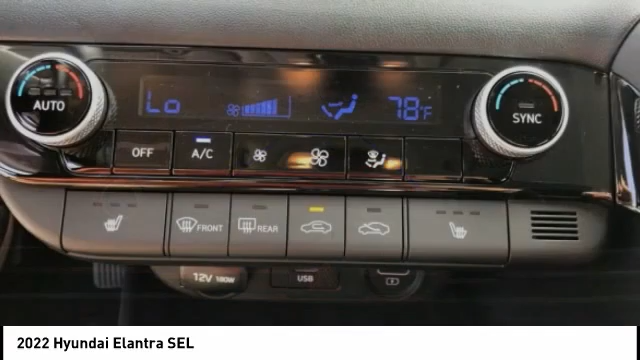 AUTO
Lo
78°F
SYNC
OFF
A/C
FRONT
REAR
12V 180W
USB
2022 Hyundai Elantra SEL